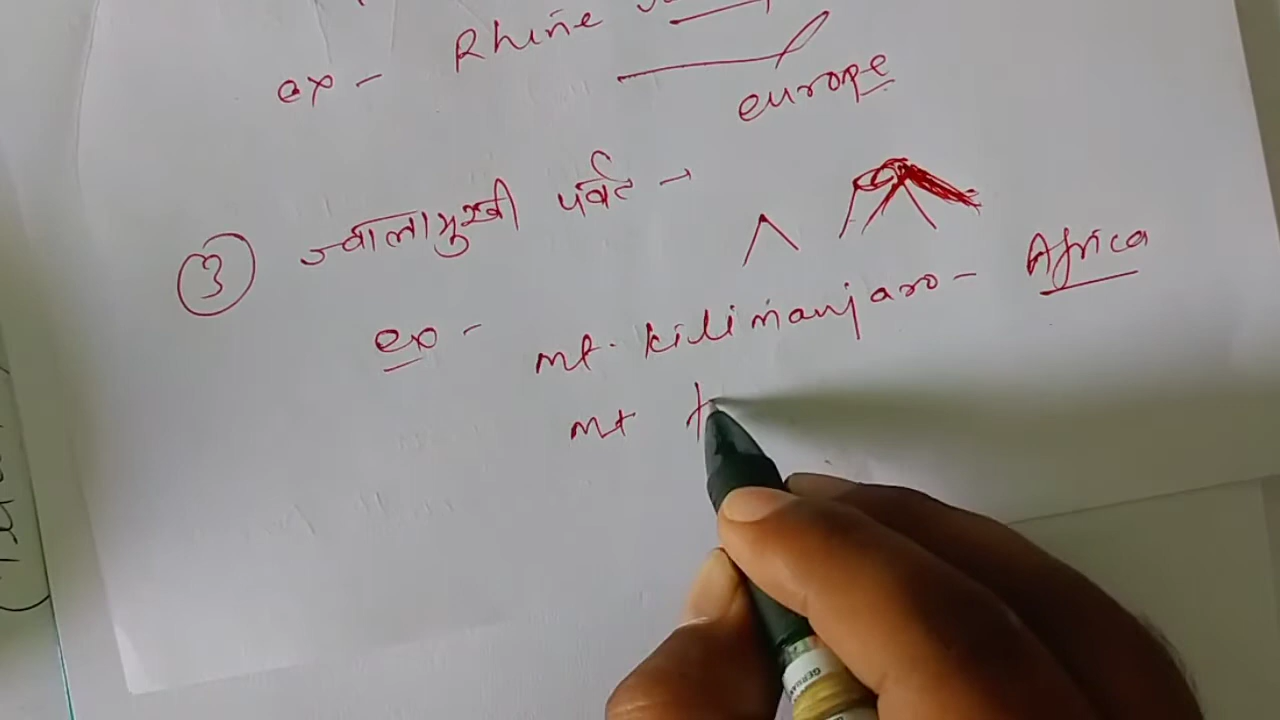 ex - Rhine
europe
③ ज्वालामुखी पर्वत →
ex - mt. kilimanjaro - Africa
mt